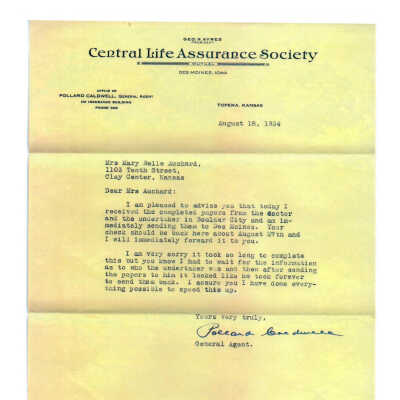 GEO. B. AYRES
PRESIDENT
Central Life Assurance Society
MUTUAL
DES MOINES, IOWA
OFFICE OF
POLLARD CALDWELL, GENERAL AGENT
INSURANCE BUILDING
PHONE
TOPEKA, KANSAS
August 18, 1934
Mrs Mary Belle Auchard,
1103 Tenth Street,
Clay Center, Kansas
Dear Mrs Auchard:
I am pleased to advise you that today I
received the completed papers from the doctor
and the undertaker in Boulder City and am im-
mediately sending them to Des Moines. Your
check should be back here about August 27th and
I will immediately forward it to you.
I am very sorry it took so long to complete
this but you know I had to wait for the information
as to who the undertaker was and then after sending
the papers to him it looked like he took forever
to send them back. I assure you I have done every-
thing possible to speed this up.
Yours very truly,
Pollard Caldwell
General Agent.